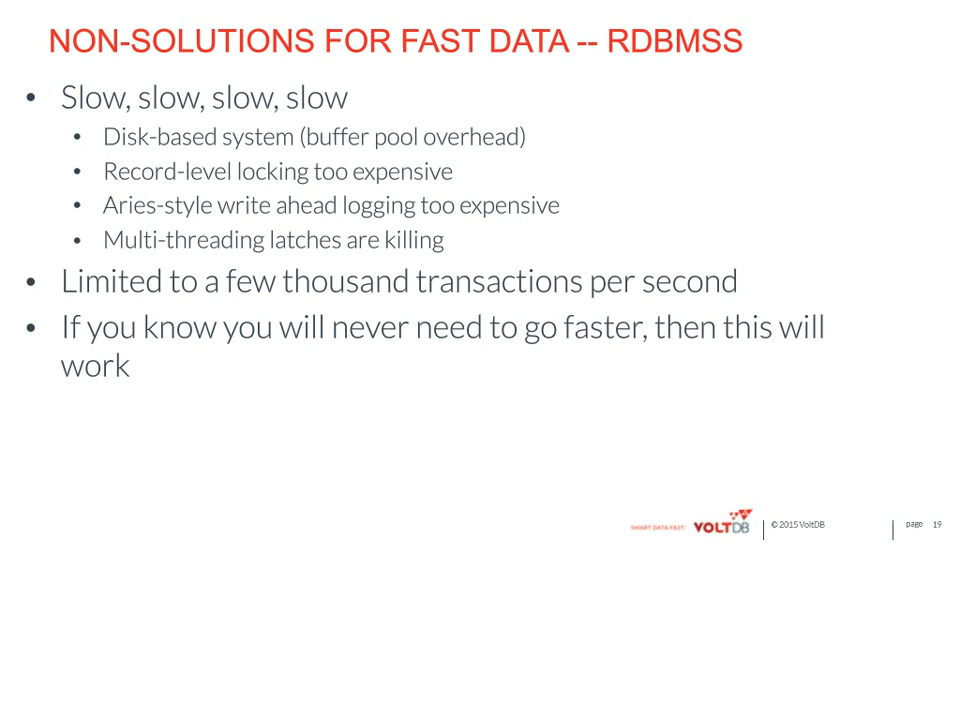 NON-SOLUTIONS FOR FAST DATA -- RDBMSS
• Slow, slow, slow, slow
• Disk-based system (buffer pool overhead)
• Record-level locking too expensive
• Aries-style write ahead logging too expensive
• Multi-threading latches are killing
• Limited to a few thousand transactions per second
• If you know you will never need to go faster, then this will
work
SMART DATA FAST. VOLTDB © 2015 VoltDB page 19